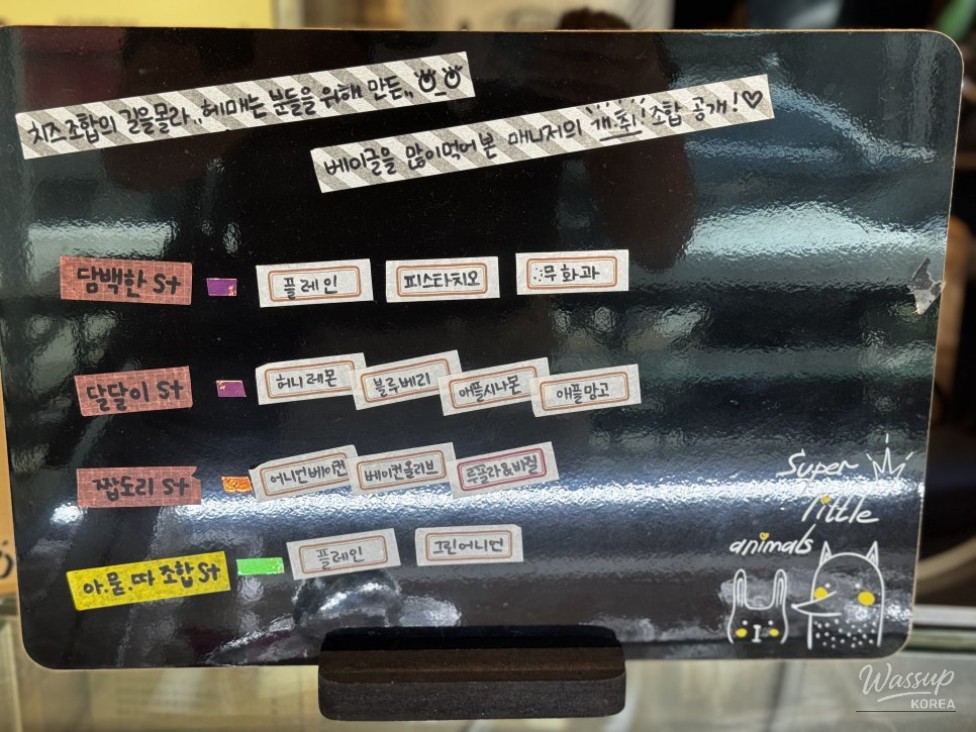 치즈조합의 길을몰라,, 헤매는 분들을 위해 만든,,
베이글을 많이먹어 본 매니저의 개.취! 조합 공개!♡
담백한 St 플레인 피스타치오 무화과
달달이 St 허니레몬 블루베리 애플시나몬 애플망고
짭도리 St 어니언베이컨 베이컨올리브 루꼴라&바질
아.묻.따 조합 St 플레인 그린어니언
Super
little
animals
Wassup
KOREA